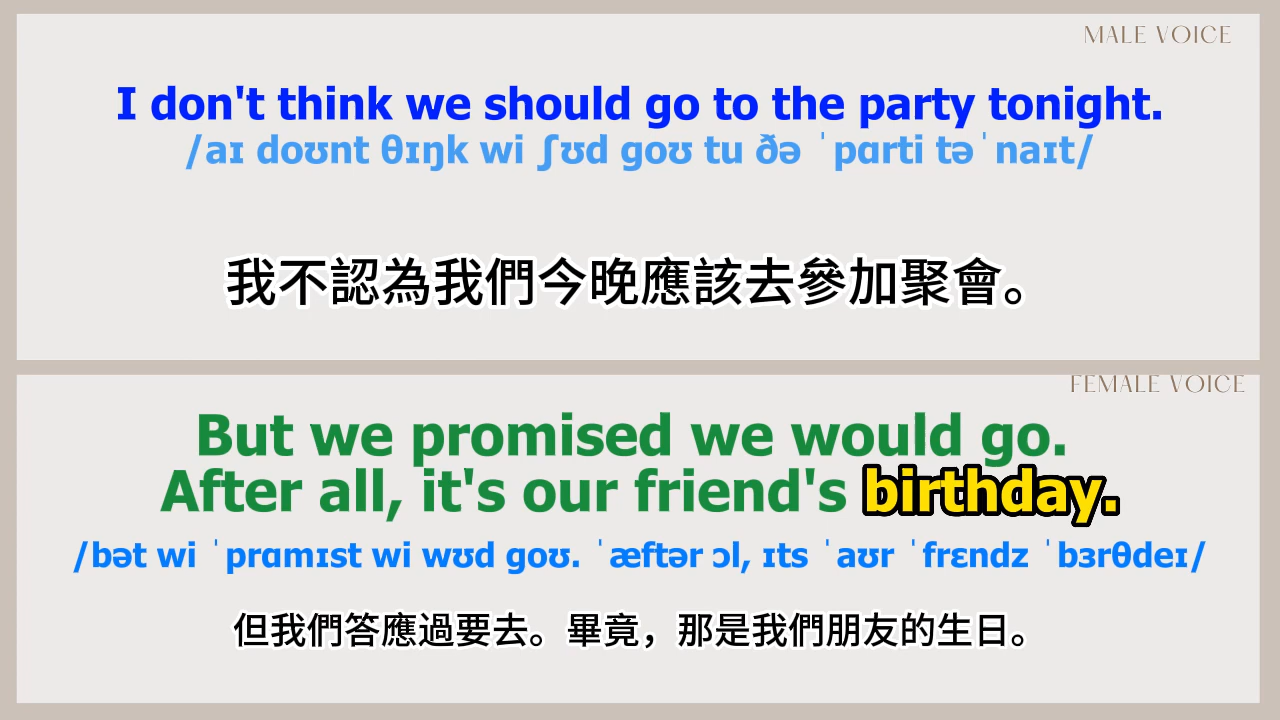 MALE VOICE
I don't think we should go to the party tonight.
/aɪ doʊnt θɪŋk wi ʃʊd goʊ tu ðə ˈpɑrti təˈnaɪt/
我不認為我們今晚應該去參加聚會。
FEMALE VOICE
But we promised we would go.
After all, it's our friend's birthday.
/bət wi ˈprɑmɪst wi wʊd goʊ. ˈæftər ɔl, ɪts ˈaʊr ˈfrɛndz ˈbɜrθdeɪ/
但我們答應過要去。畢竟，那是我們朋友的生日。